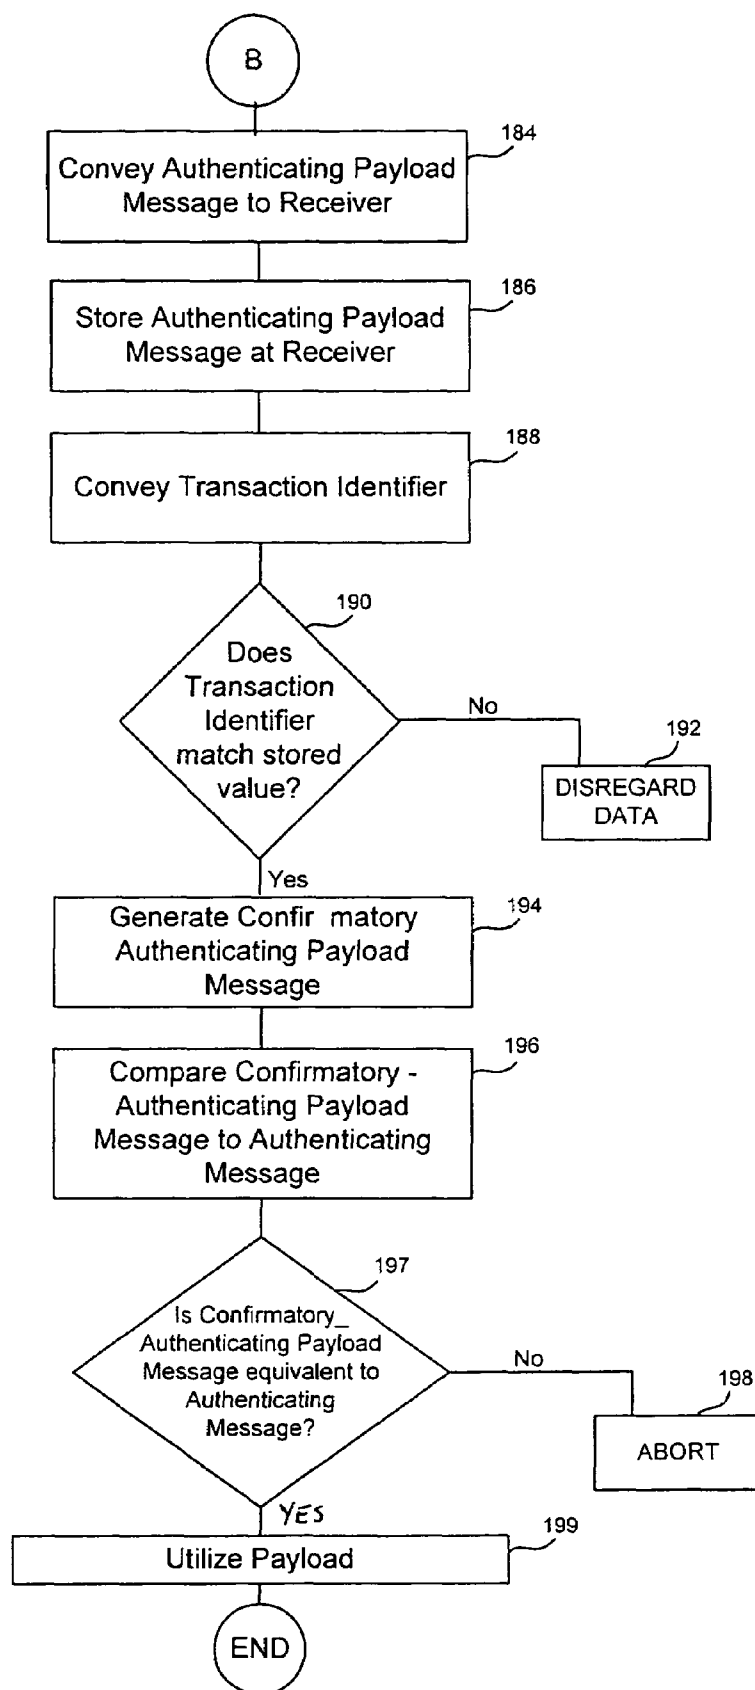 B
184
Convey Authenticating Payload
Message to Receiver
186
Store Authenticating Payload
Message at Receiver
188
Convey Transaction Identifier
190
Does
Transaction
Identifier
match stored
value?
No
192
DISREGARD
DATA
Yes
194
Generate Confir matory
Authenticating Payload
Message
196
Compare Confirmatory -
Authenticating Payload
Message to Authenticating
Message
197
Is Confirmatory_
Authenticating Payload
Message equivalent to
Authenticating
Message?
No
198
ABORT
YES
199
Utilize Payload
END